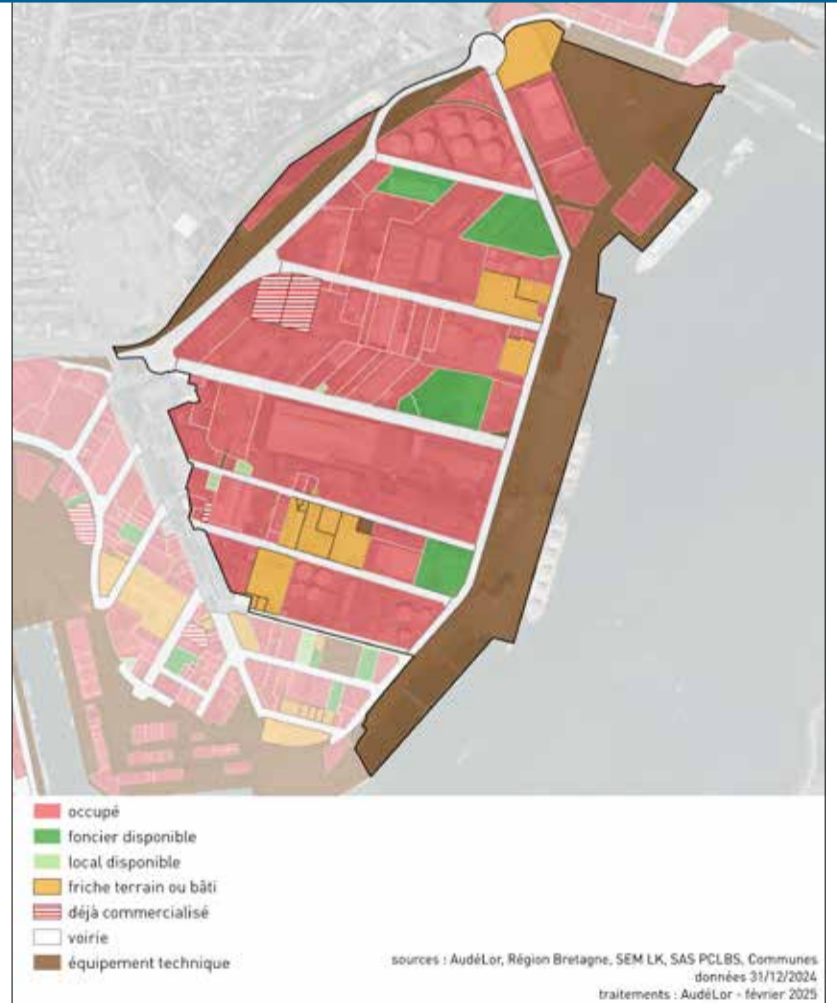 occupé
foncier disponible
local disponible
friche terrain ou bâti
déjà commercialisé
voirie
équipement technique
sources : AudéLor, Région Bretagne, SEM LK, SAS PCLBS, Communes
données 31/12/2024
traitements : AudéLor - février 2025